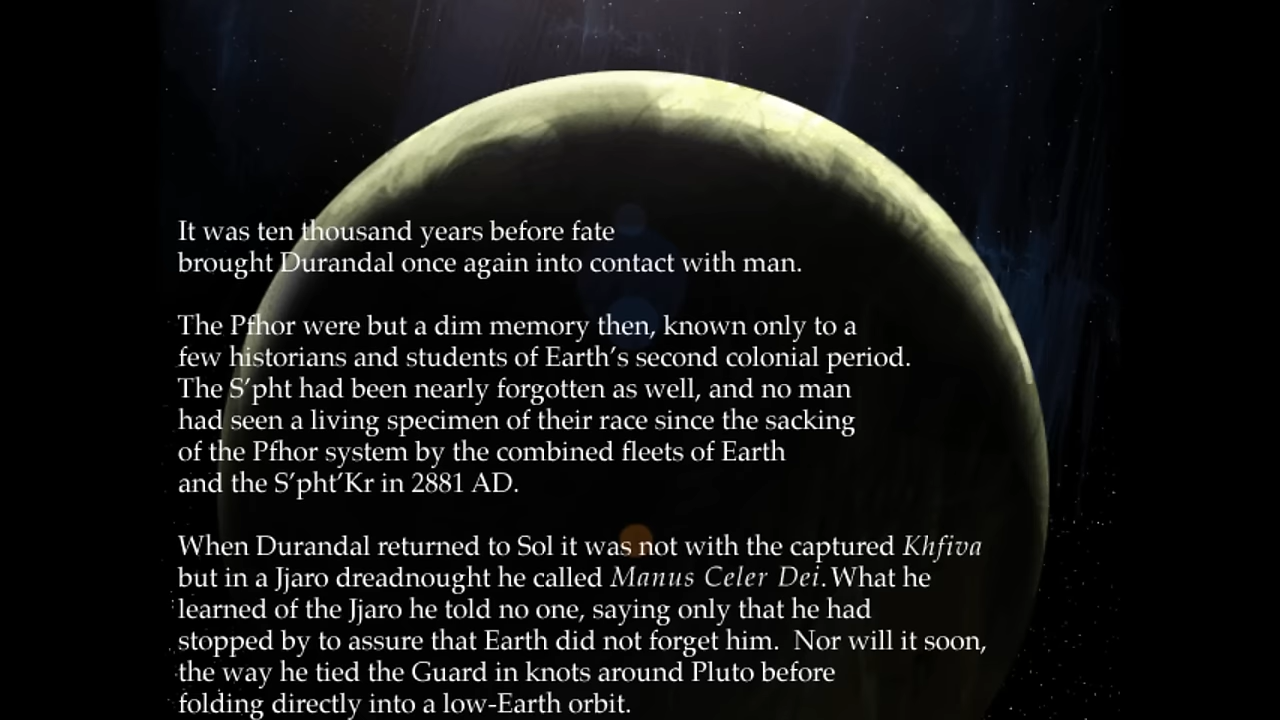 It was ten thousand years before fate
brought Durandal once again into contact with man.
The Pfhor were but a dim memory then, known only to a
few historians and students of Earth's second colonial period.
The S'pht had been nearly forgotten as well, and no man
had seen a living specimen of their race since the sacking
of the Pfhor system by the combined fleets of Earth
and the S'pht'Kr in 2881 AD.
When Durandal returned to Sol it was not with the captured Khfiva
but in a Jjaro dreadnought he called Manus Celer Dei. What he
learned of the Jjaro he told no one, saying only that he had
stopped by to assure that Earth did not forget him.  Nor will it soon,
the way he tied the Guard in knots around Pluto before
folding directly into a low-Earth orbit.